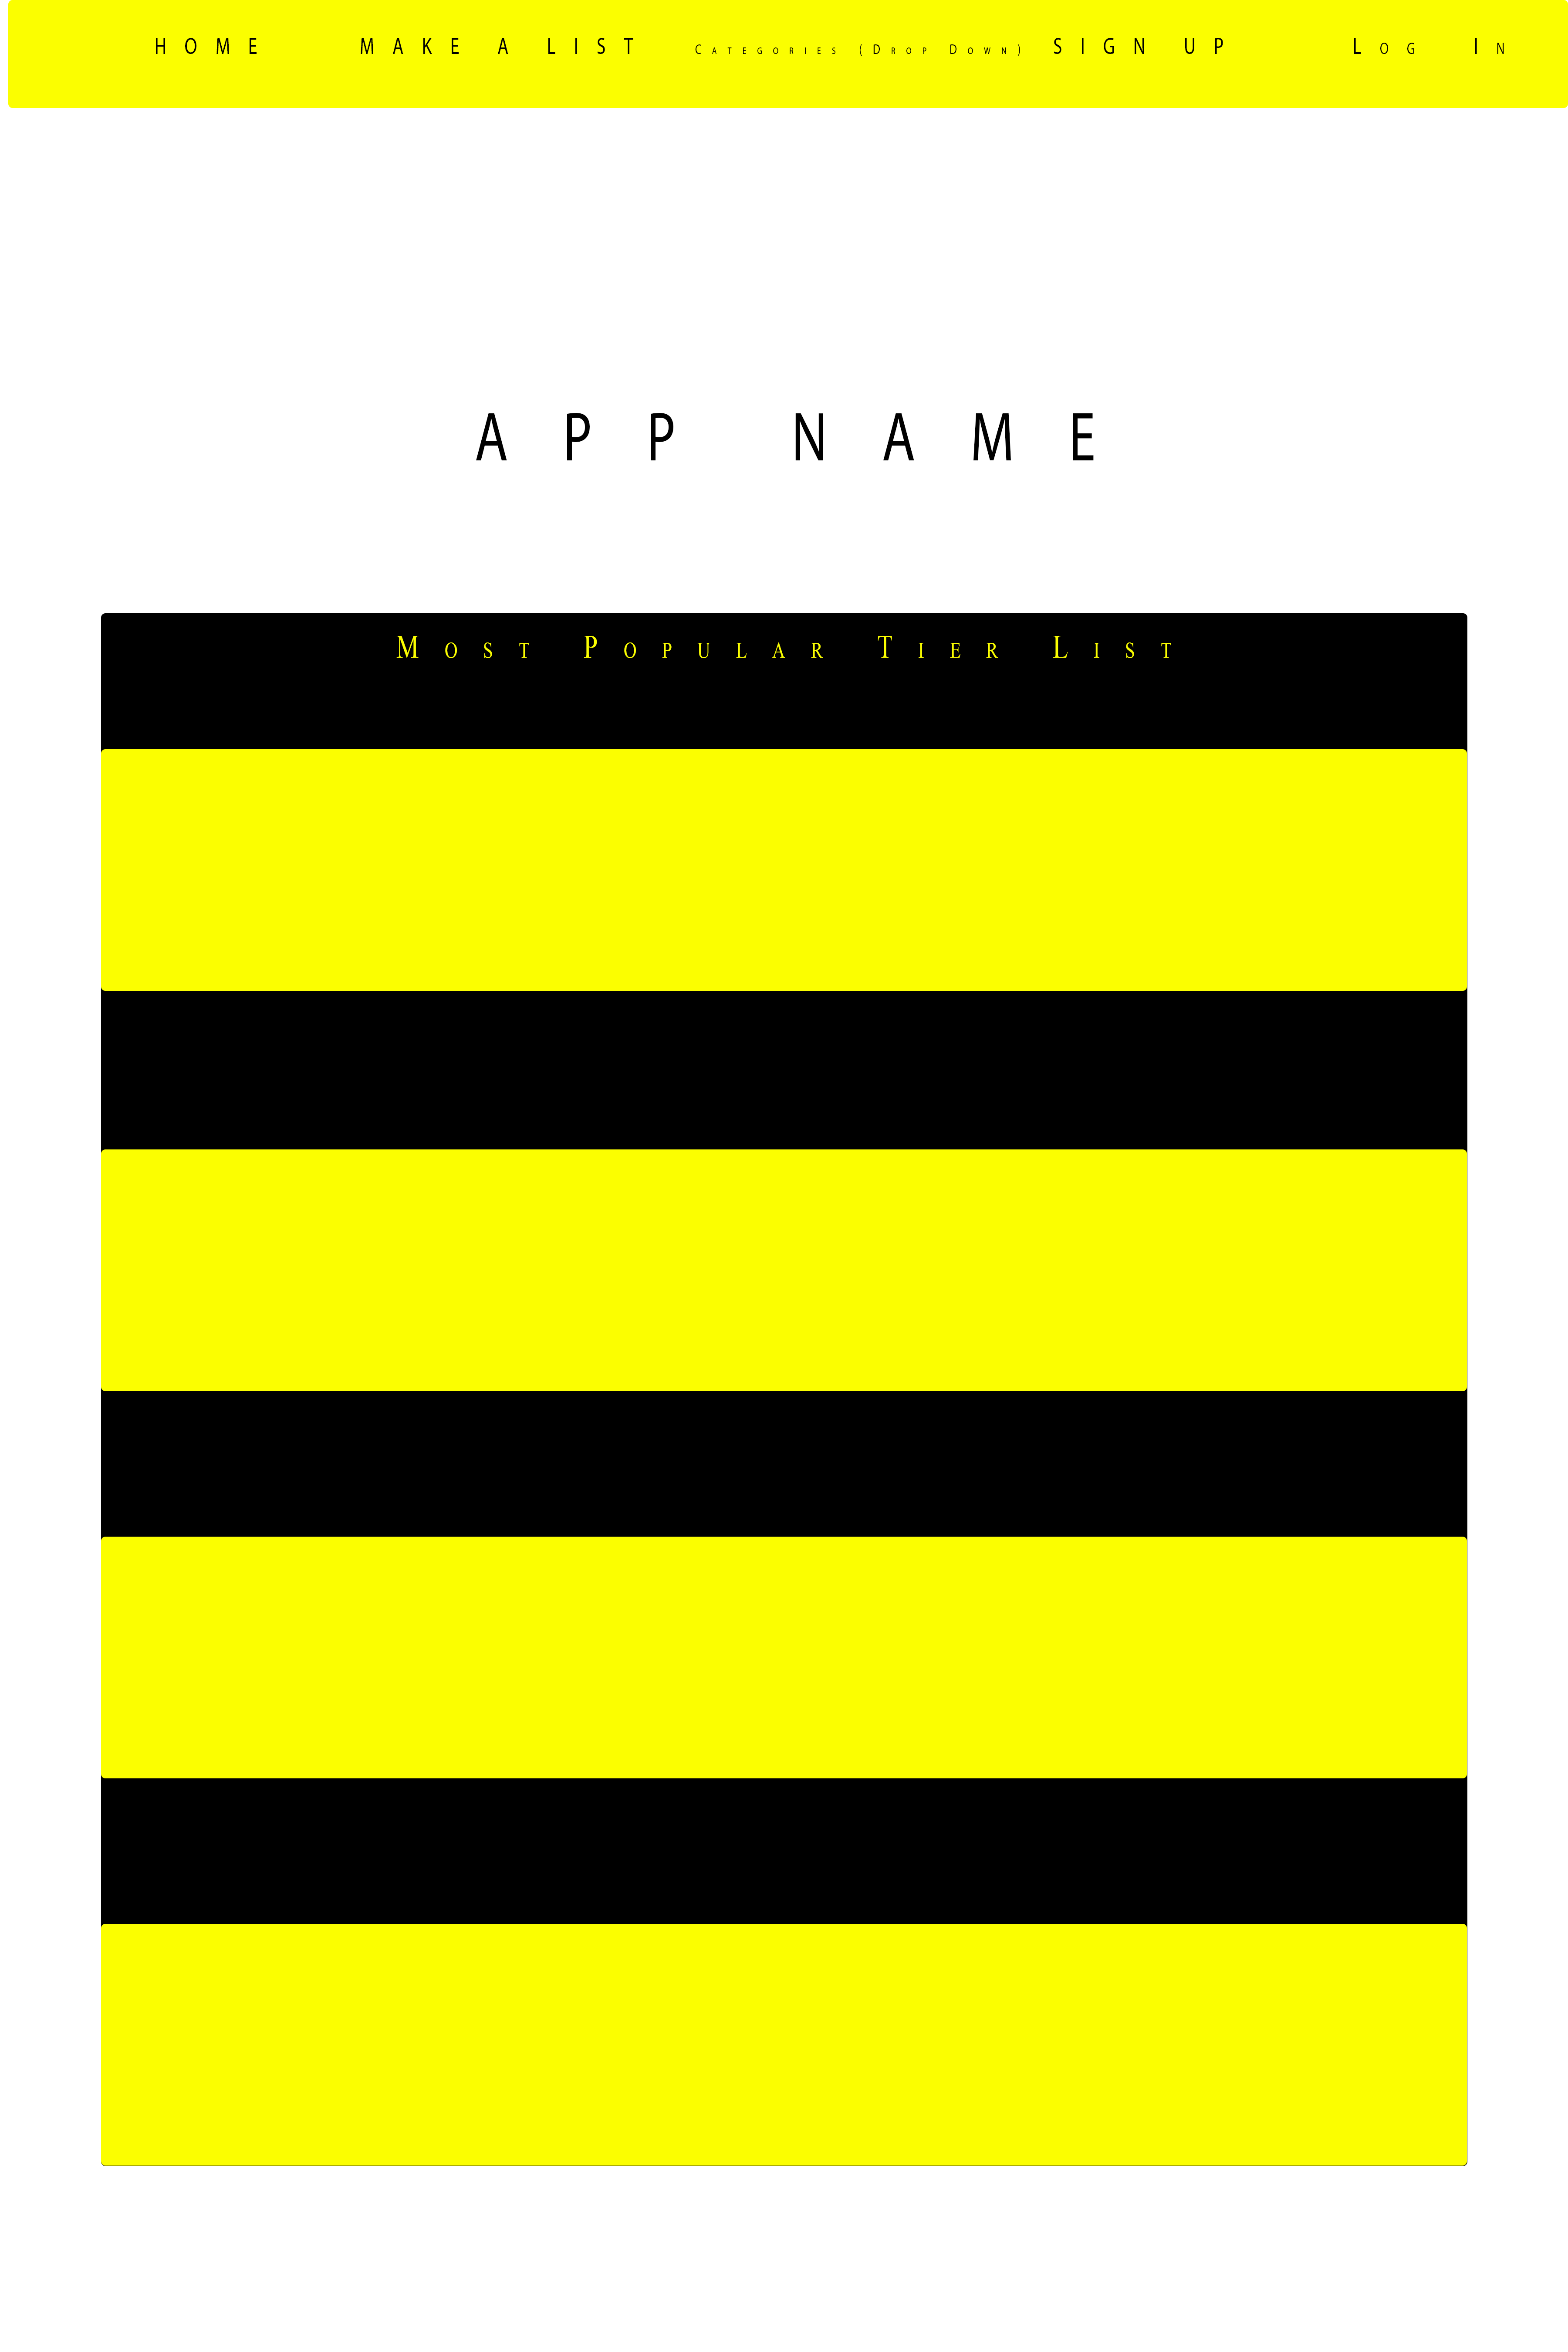 HOME MAKE A LIST Categories (Drop Down) SIGN UP Log In
APP NAME
Most Popular Tier List